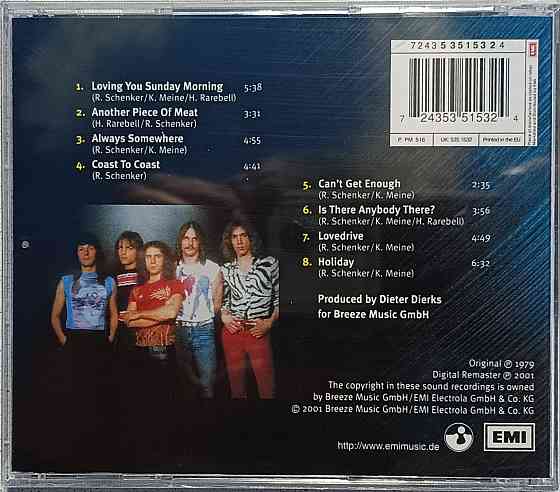 72435 35153 2 4
7 24353 51532 4
P PM 516 UK: 535 1532 Printed in the EU
EMI
1. Loving You Sunday Morning 5:38
(R. Schenker/K. Meine/H. Rarebell)
2. Another Piece Of Meat 3:31
(H. Rarebell/R. Schenker)
3. Always Somewhere 4:55
(R. Schenker/K. Meine)
4. Coast To Coast 4:41
(R. Schenker)
5. Can't Get Enough 2:35
(R. Schenker/K. Meine)
6. Is There Anybody There? 3:56
(R. Schenker/K. Meine/H. Rarebell)
7. Lovedrive 4:49
(R. Schenker/K. Meine)
8. Holiday 6:32
(R. Schenker/K. Meine)
Produced by Dieter Dierks
for Breeze Music GmbH
Original ℗ 1979
Digital Remaster ℗ 2001
The copyright in these sound recordings is owned
by Breeze Music GmbH/EMI Electrola GmbH & Co. KG
© 2001 Breeze Music GmbH/EMI Electrola GmbH & Co. KG
http://www.emimusic.de
EMI